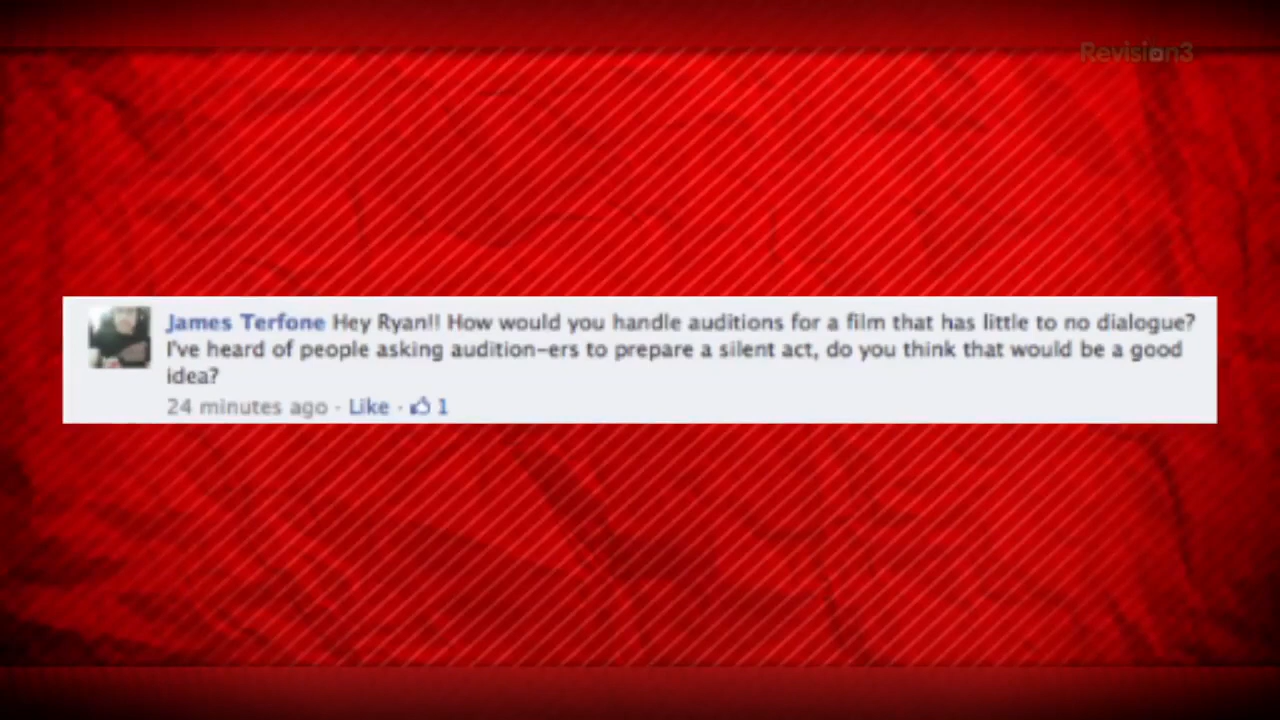 Revision3
James Terfone Hey Ryan!! How would you handle auditions for a film that has little to no dialogue?
I've heard of people asking audition-ers to prepare a silent act, do you think that would be a good
idea?
24 minutes ago · Like · 1